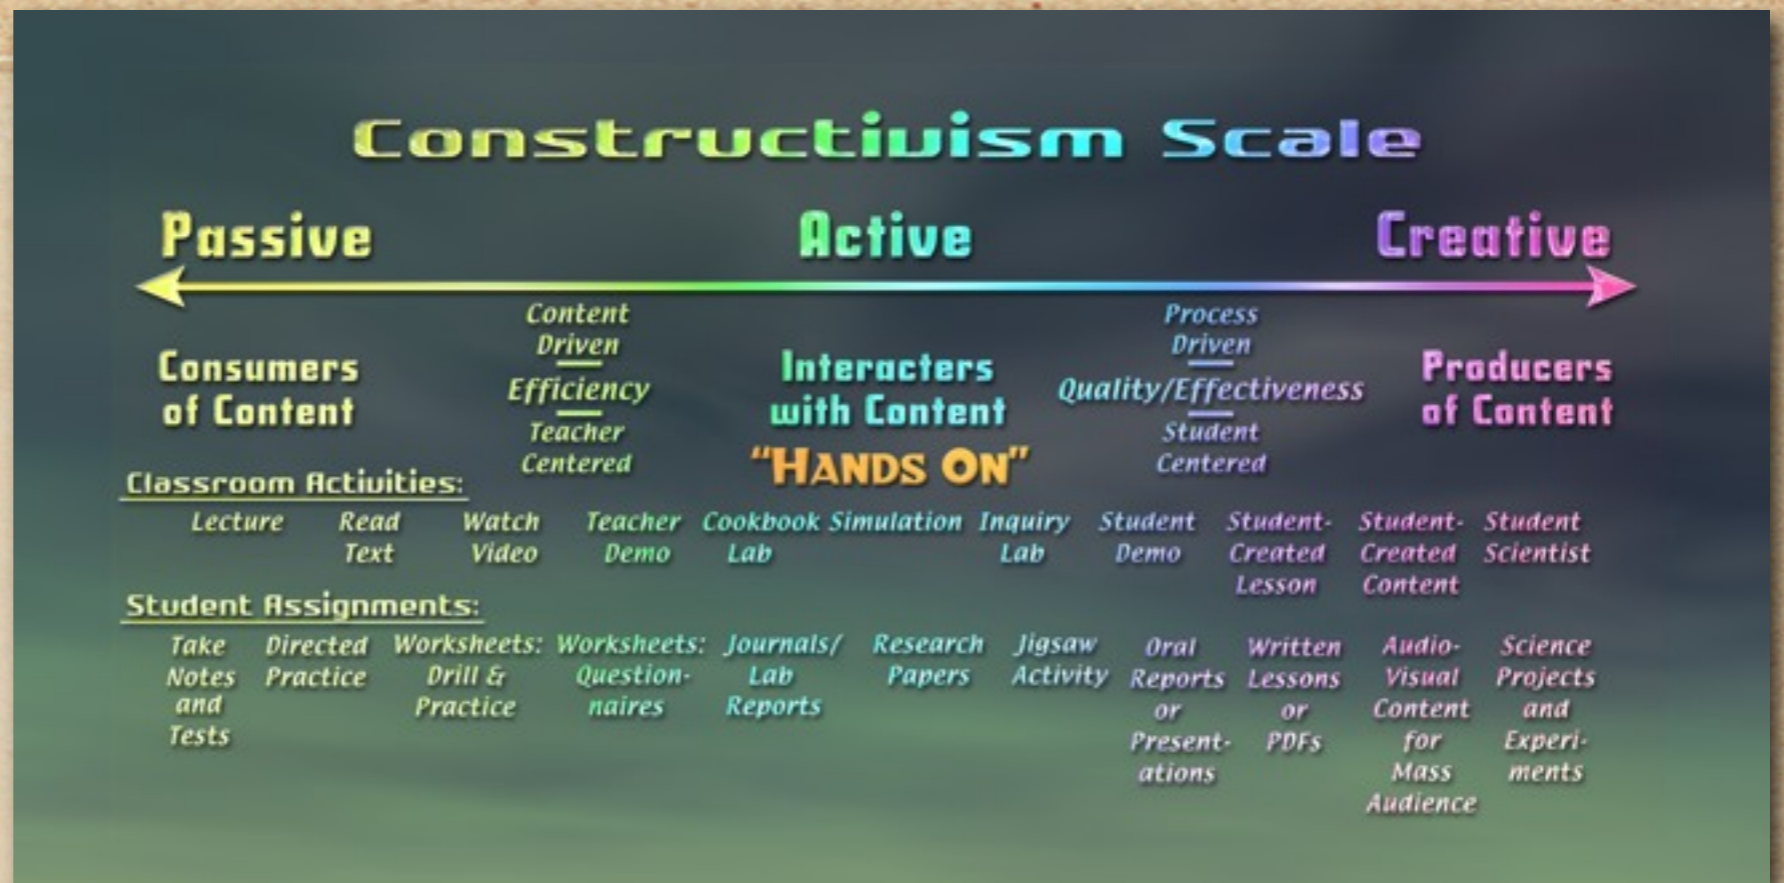 Constructivism Scale
Passive Active Creative
Content
Driven
Efficiency
Teacher
Centered
Process
Driven
Quality/Effectiveness
Student
Centered
Consumers
of Content
Interacters
with Content
"HANDS ON"
Producers
of Content
Classroom Activities:
Lecture
Read
Text
Watch
Video
Teacher
Demo
Cookbook
Lab
Simulation
Inquiry
Lab
Student
Demo
Student-
Created
Lesson
Student-
Created
Content
Student
Scientist
Student Assignments:
Take
Notes
and
Tests
Directed
Practice
Worksheets:
Drill &
Practice
Worksheets:
Question-
naires
Journals/
Lab
Reports
Research
Papers
Jigsaw
Activity
Oral
Reports
or
Present-
ations
Written
Lessons
or
PDFs
Audio-
Visual
Content
for
Mass
Audience
Science
Projects
and
Experi-
ments